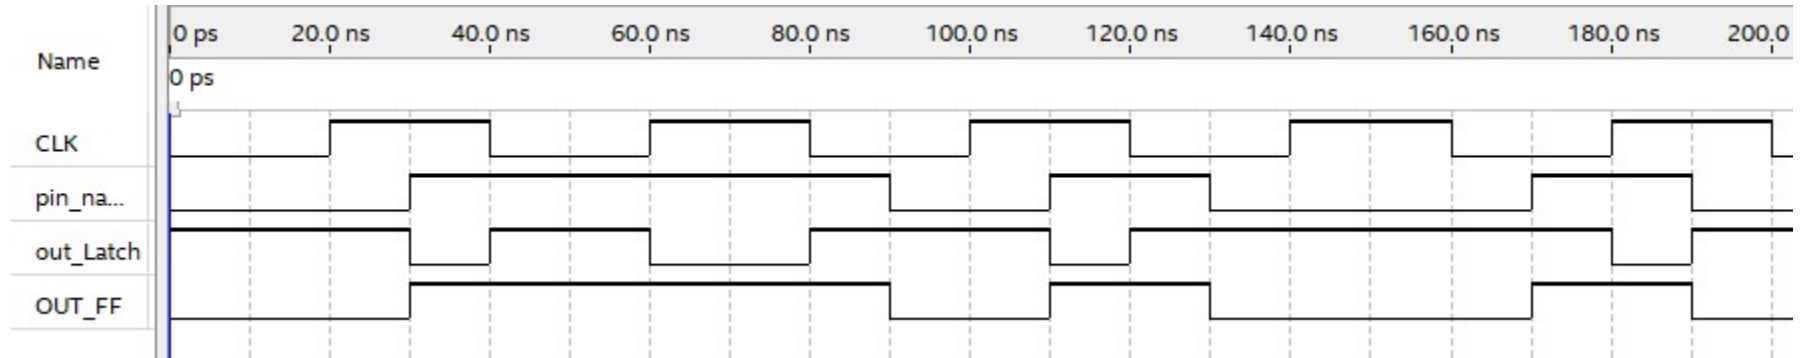 Name
0 ps 20.0 ns 40.0 ns 60.0 ns 80.0 ns 100.0 ns 120.0 ns 140.0 ns 160.0 ns 180.0 ns 200.0
0 ps
CLK
pin_na...
out_Latch
OUT_FF